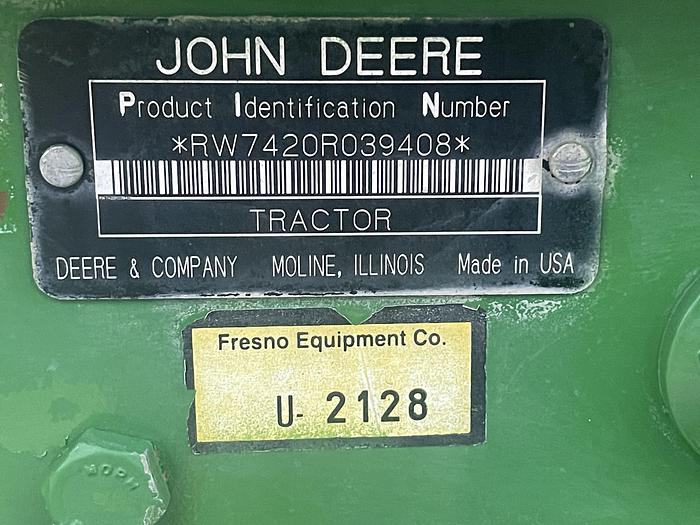 JOHN DEERE
Product Identification Number
*RW7420R039408*
TRACTOR
DEERE & COMPANY MOLINE, ILLINOIS Made in USA
Fresno Equipment Co.
U- 2128